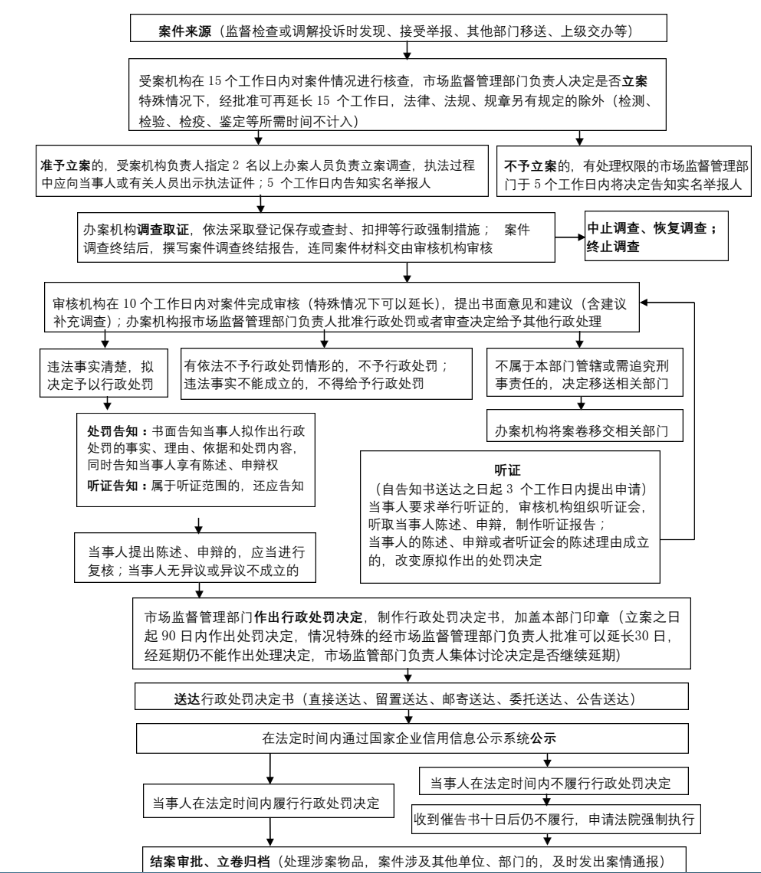 案件来源（监督检查或调解投诉时发现、接受举报、其他部门移送、上级交办等）
受案机构在 15 个工作日内对案件情况进行核查，市场监督管理部门负责人决定是否立案
特殊情况下，经批准可再延长 15 个工作日，法律、法规、规章另有规定的除外（检测、
检验、检疫、鉴定等所需时间不计入）
准予立案的，受案机构负责人指定 2 名以上办案人员负责立案调查，执法过程
中应向当事人或有关人员出示执法证件；5 个工作日内告知实名举报人
不予立案的，有处理权限的市场监督管理部
门于 5 个工作日内将决定告知实名举报人
办案机构调查取证，依法采取登记保存或查封、扣押等行政强制措施； 案件
调查终结后，撰写案件调查终结报告，连同案件材料交由审核机构审核
中止调查、恢复调查；
终止调查
审核机构在 10 个工作日内对案件完成审核（特殊情况下可以延长），提出书面意见和建议（含建议
补充调查）；办案机构报市场监督管理部门负责人批准行政处罚或者审查决定给予其他行政处理
违法事实清楚，拟
决定予以行政处罚
有依法不予行政处罚情形的，不予行政处罚；
违法事实不能成立的，不得给予行政处罚
不属于本部门管辖或需追究刑
事责任的，决定移送相关部门
办案机构将案卷移交相关部门
处罚告知：书面告知当事人拟作出行政
处罚的事实、理由、依据和处罚内容，
同时告知当事人享有陈述、申辩权
听证告知：属于听证范围的，还应告知
听证
（自告知书送达之日起 3 个工作日内提出申请）
当事人要求举行听证的，审核机构组织听证会，
听取当事人陈述、申辩，制作听证报告；
当事人的陈述、申辩或者听证会的陈述理由成立
的，改变原拟作出的处罚决定
当事人提出陈述、申辩的，应当进行
复核；当事人无异议或异议不成立的
市场监督管理部门作出行政处罚决定，制作行政处罚决定书，加盖本部门印章（立案之日
起 90 日内作出处罚决定，情况特殊的经市场监督管理部门负责人批准可以延长30 日，
经延期仍不能作出处理决定，市场监管部门负责人集体讨论决定是否继续延期）
送达行政处罚决定书（直接送达、留置送达、邮寄送达、委托送达、公告送达）
在法定时间内通过国家企业信用信息公示系统公示
当事人在法定时间内履行行政处罚决定
当事人在法定时间内不履行行政处罚决定
收到催告书十日后仍不履行，申请法院强制执行
结案审批、立卷归档（处理涉案物品，案件涉及其他单位、部门的，及时发出案情通报）